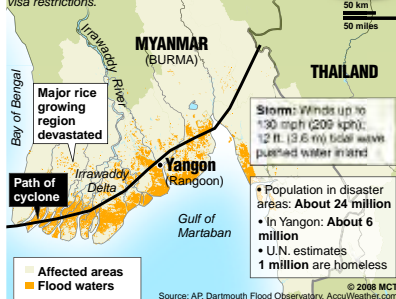 visa restrictions.
50 km
50 miles
MYANMAR
(BURMA)
Irrawaddy River
THAILAND
Bay of Bengal
Major rice
growing
region
devastated
Storm: Winds up to
130 mph (209 kph);
12 ft. (3.6 m) tidal wave
pushed water inland
Yangon
(Rangoon)
Irrawaddy
Delta
Path of
cyclone
• Population in disaster
areas: About 24 million
• In Yangon: About 6
million
• U.N. estimates
1 million are homeless
Gulf of
Martaban
Affected areas
Flood waters
© 2008 MCT
Source: AP, Dartmouth Flood Observatory, AccuWeather.com